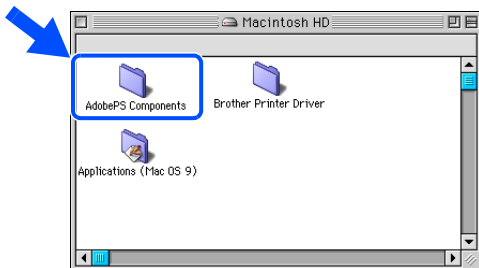 Macintosh HD
AdobePS Components
Brother Printer Driver
Applications (Mac OS 9)